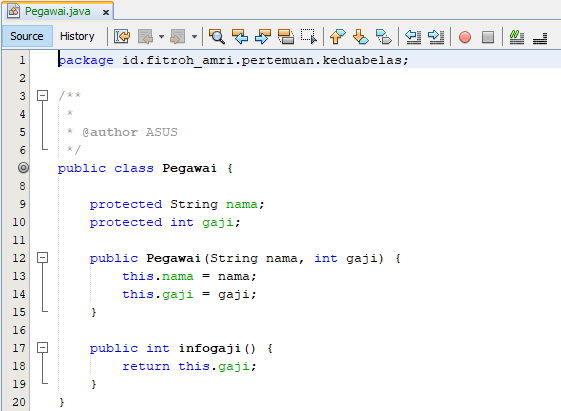 Pegawai.java x
Source History
1 package id.fitroh_amri.pertemuan.keduabelas;
2
3 /**
4 *
5 * @author ASUS
6 */
public class Pegawai {
8
9 protected String nama;
10 protected int gaji;
11
12 public Pegawai(String nama, int gaji) {
13 this.nama = nama;
14 this.gaji = gaji;
15 }
16
17 public int infogaji() {
18 return this.gaji;
19 }
20 }